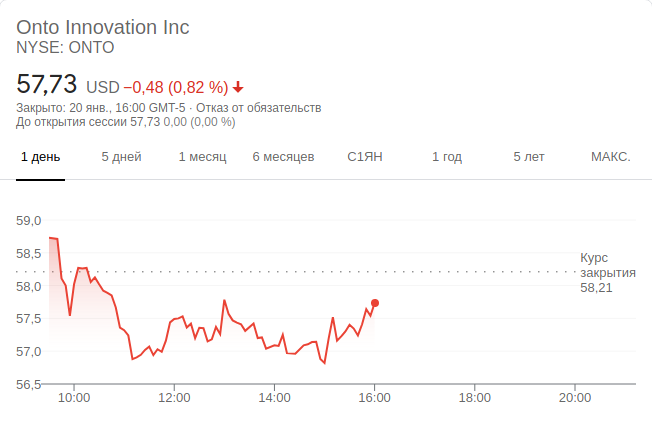 Onto Innovation Inc
NYSE: ONTO
57,73 USD −0,48 (0,82 %)
Закрыто: 20 янв., 16:00 GMT-5 · Отказ от обязательств
До открытия сессии 57,73 0,00 (0,00 %)
1 день 5 дней 1 месяц 6 месяцев С1ЯН 1 год 5 лет МАКС.
59,0
58,5
Курс
закрытия
58,21
58,0
57,5
57,0
56,5
10:00 12:00 14:00 16:00 18:00 20:00